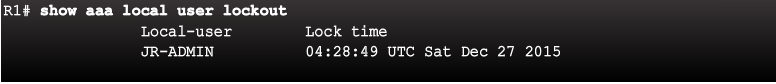 R1# show aaa local user lockout
Local-user Lock time
JR-ADMIN 04:28:49 UTC Sat Dec 27 2015